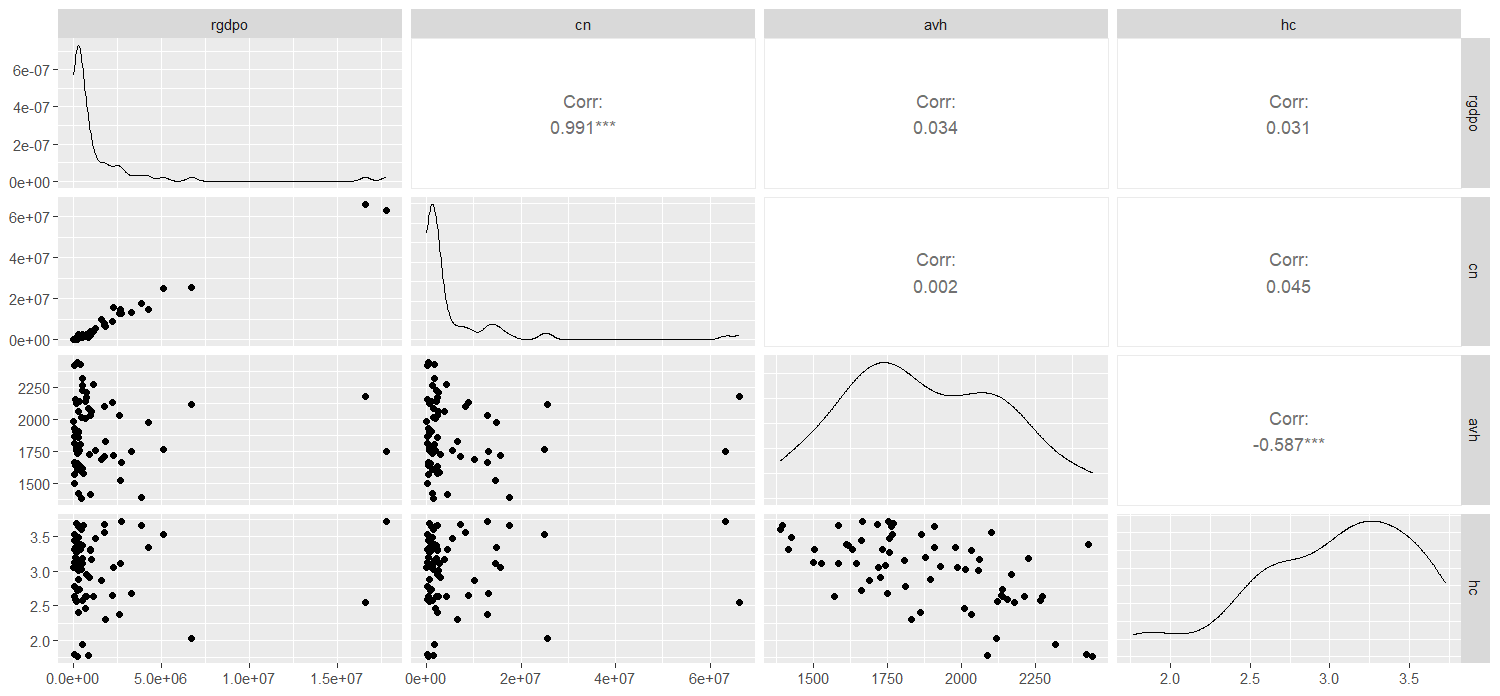 rgdpo cn avh hc
6e-07
4e-07
2e-07
0e+00
Corr:
0.991***
Corr:
0.034
Corr:
0.031
rgdpo
6e+07
4e+07
2e+07
0e+00
Corr:
0.002
Corr:
0.045
cn
2250
2000
1750
1500
Corr:
-0.587***
avh
3.5
3.0
2.5
2.0
hc
0.0e+00 5.0e+06 1.0e+07 1.5e+07 0e+00 2e+07 4e+07 6e+07 1500 1750 2000 2250 2.0 2.5 3.0 3.5